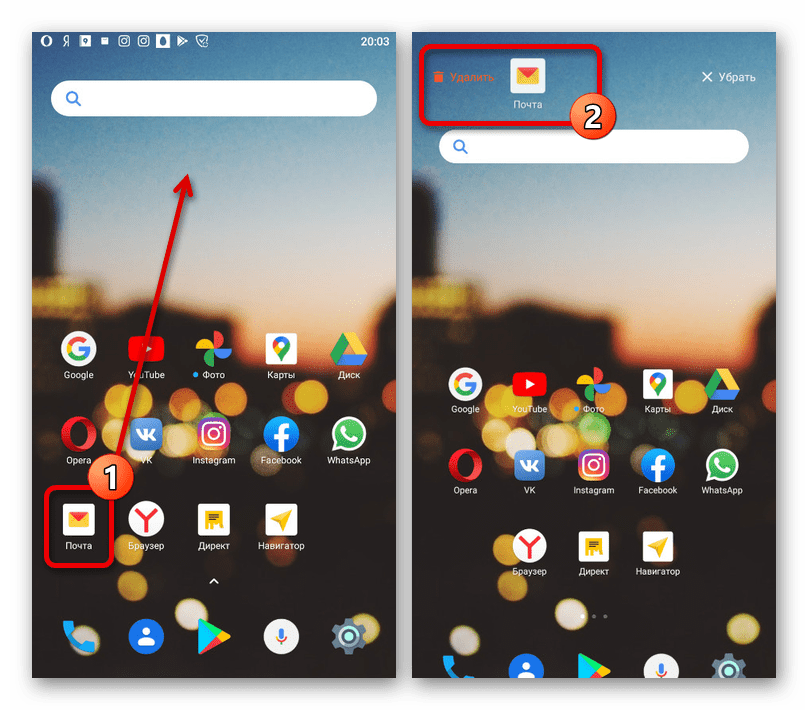 20:03
Google YouTube Фото Карты Диск
Opera VK Instagram Facebook WhatsApp
1
Почта Браузер Директ Навигатор
Удалить
Почта
Убрать
2
Google YouTube Фото Карты Диск
Opera VK Instagram Facebook WhatsApp
Браузер Директ Навигатор